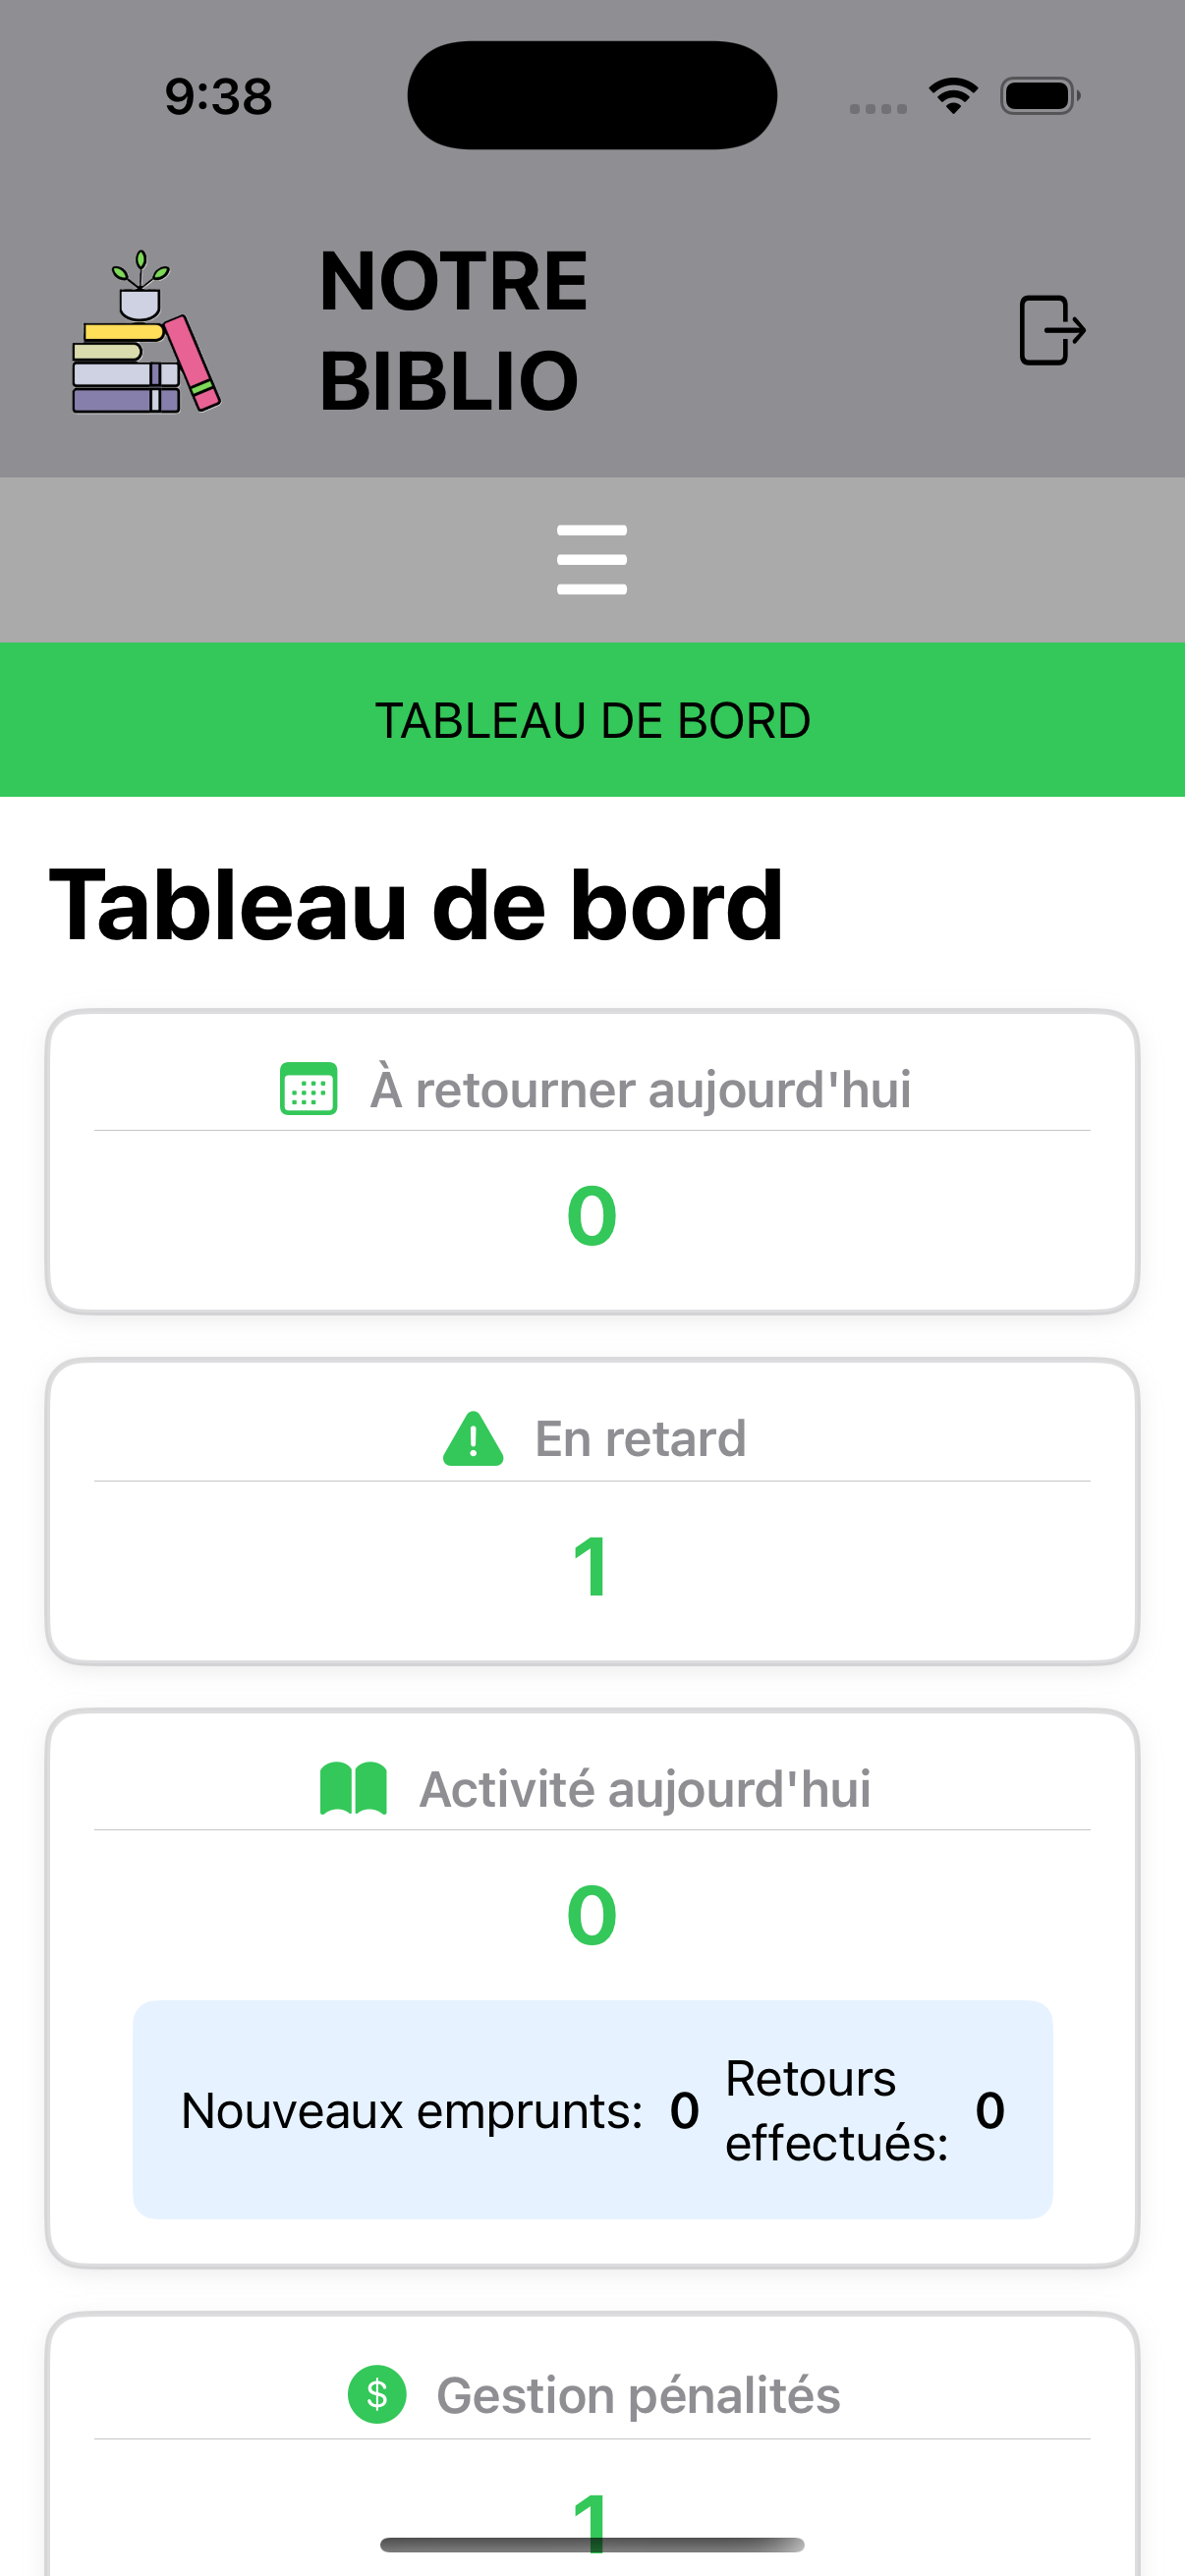 9:38
NOTRE
BIBLIO
TABLEAU DE BORD
Tableau de bord
À retourner aujourd'hui
0
En retard
1
Activité aujourd'hui
0
Nouveaux emprunts: 0
Retours
effectués: 0
$ Gestion pénalités
1